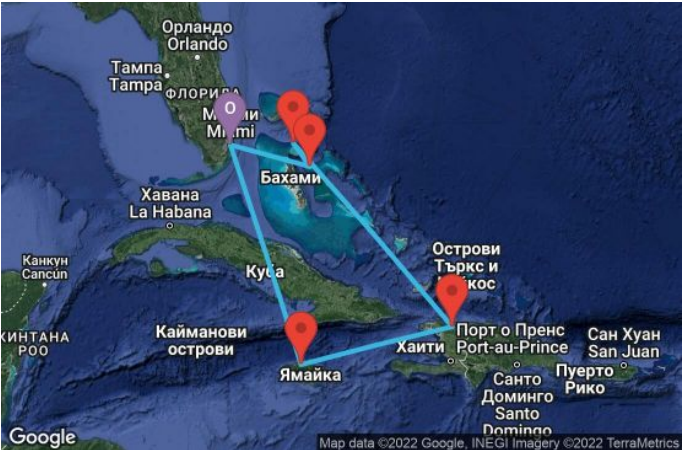 Орландо
Orlando
Тампа
Tampa
ФЛОРИДА
Miami
O
Бахами
Хавана
La Habana
Канкун
Cancún
Куба
Острови
Търкс и
КИНТАНА
РОО
Кайманови
острови
Порт о Пренс
Port-au-Prince
Хаити
Сан Хуан
San Juan
Ямайка
Пуерто
Рико
Санто
Доминго
Santo
Domingo
Google
Map data ©2022 Google, INEGI Imagery ©2022 TerraMetrics